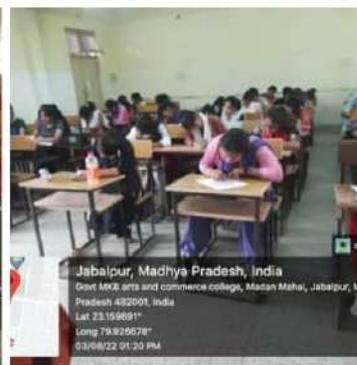 Jabalpur, Madhya Pradesh, India
Govt MKB arts and commerce college, Madan Mahal, Jabalpur, M
Pradesh 482001, India
Lat 23.159891°
Long 79.926678°
03/08/22 01:20 PM